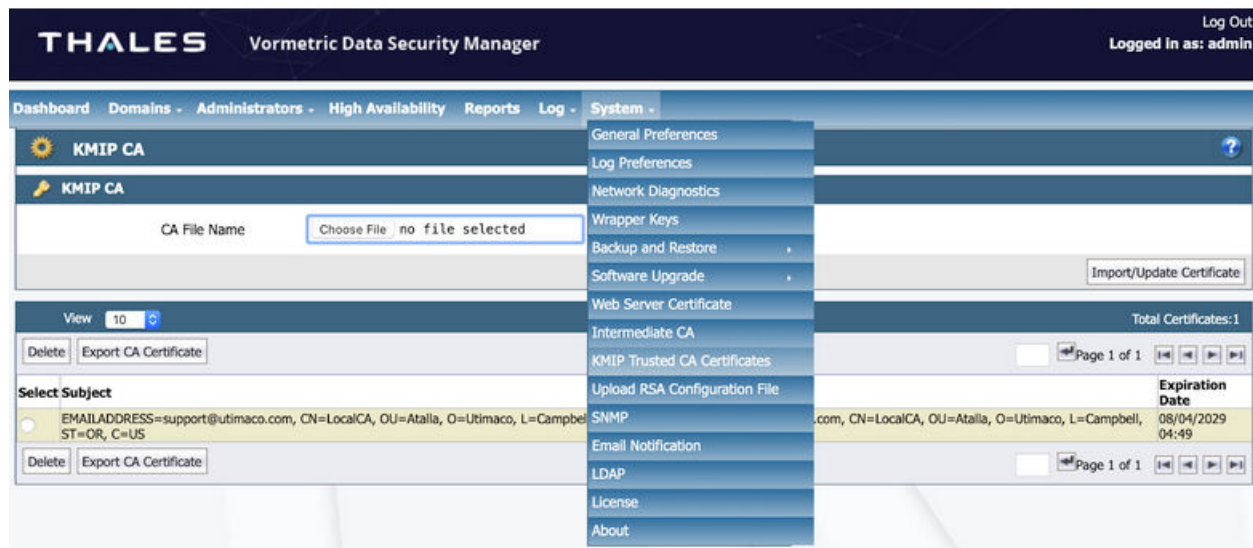 Log Out
THALES Vormetric Data Security Manager
Logged in as: admin
Dashboard Domains Administrators High Availability Reports Log System
General Preferences
Log Preferences
Network Diagnostics
Wrapper Keys
Backup and Restore
Software Upgrade
Web Server Certificate
Intermediate CA
KMIP Trusted CA Certificates
Upload RSA Configuration File
SNMP
Email Notification
LDAP
License
About
KMIP CA
KMIP CA
CA File Name Choose File no file selected
Import/Update Certificate
View 10 Total Certificates:1
Delete Export CA Certificate Page 1 of 1
Select Subject Expiration
Date
EMAILADDRESS=support@utimaco.com, CN=LocalCA, OU=Atalla, O=Utimaco, L=Campbel .com, CN=LocalCA, OU=Atalla, O=Utimaco, L=Campbell, 08/04/2029
ST=OR, C=US 04:49
Delete Export CA Certificate Page 1 of 1